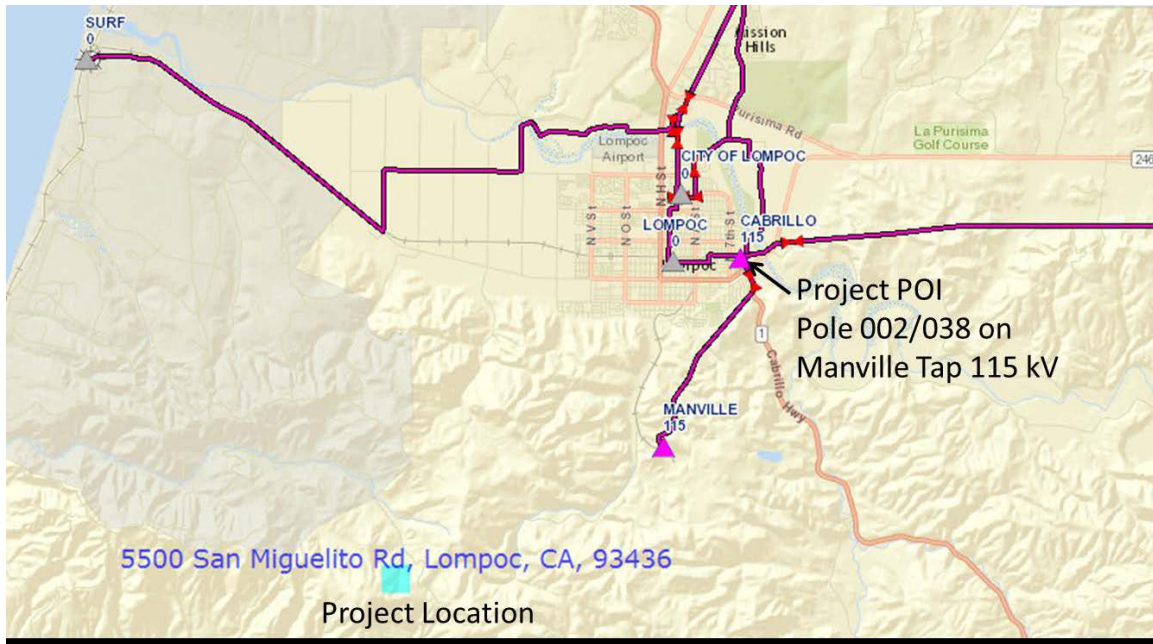 SURF
0
Mission
Hills
Purisima Rd
La Purisima
Golf Course
246
Lompoc
Airport
CITY OF LOMPOC
0
N H St
N V St
N O St
7th St
LOMPOC
0
CABRILLO
115
Project POI
Pole 002/038 on
Manville Tap 115 kV
1
Cabrillo Hwy
MANVILLE
115
5500 San Miguelito Rd, Lompoc, CA, 93436
Project Location